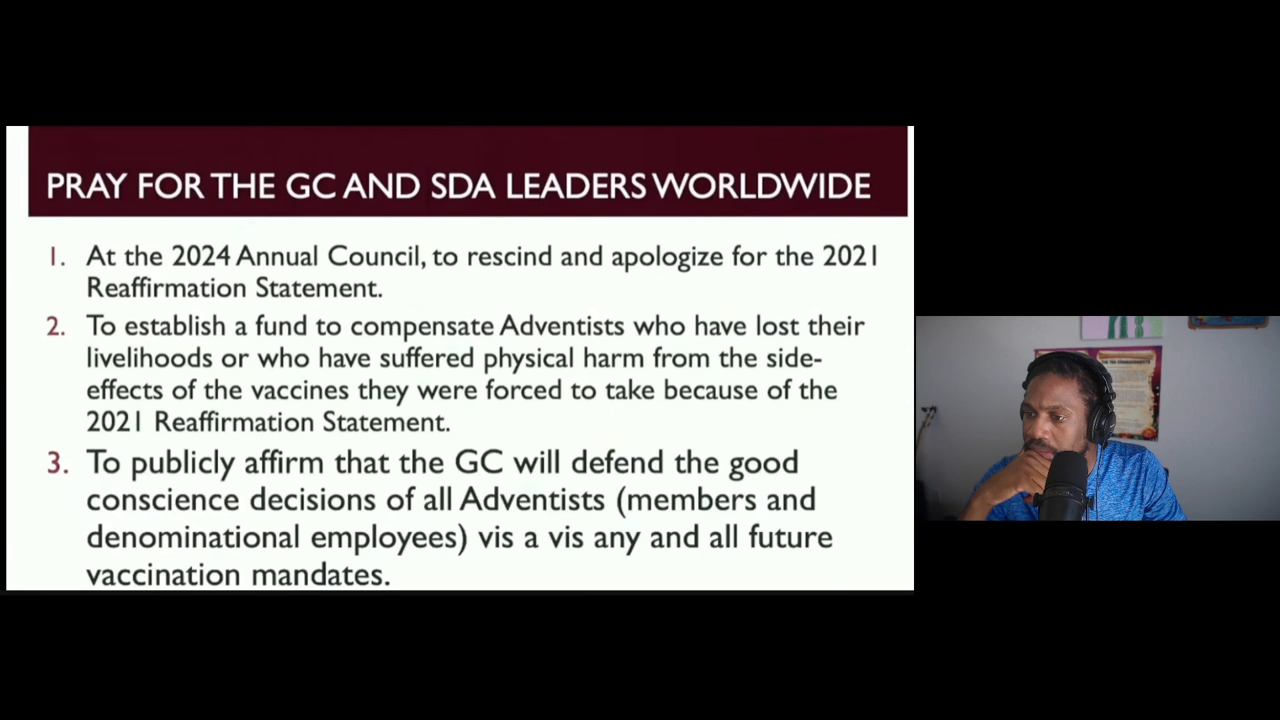 PRAY FOR THE GC AND SDA LEADERS WORLDWIDE
1. At the 2024 Annual Council, to rescind and apologize for the 2021
Reaffirmation Statement.
2. To establish a fund to compensate Adventists who have lost their
livelihoods or who have suffered physical harm from the side-
effects of the vaccines they were forced to take because of the
2021 Reaffirmation Statement.
3. To publicly affirm that the GC will defend the good
conscience decisions of all Adventists (members and
denominational employees) vis a vis any and all future
vaccination mandates.